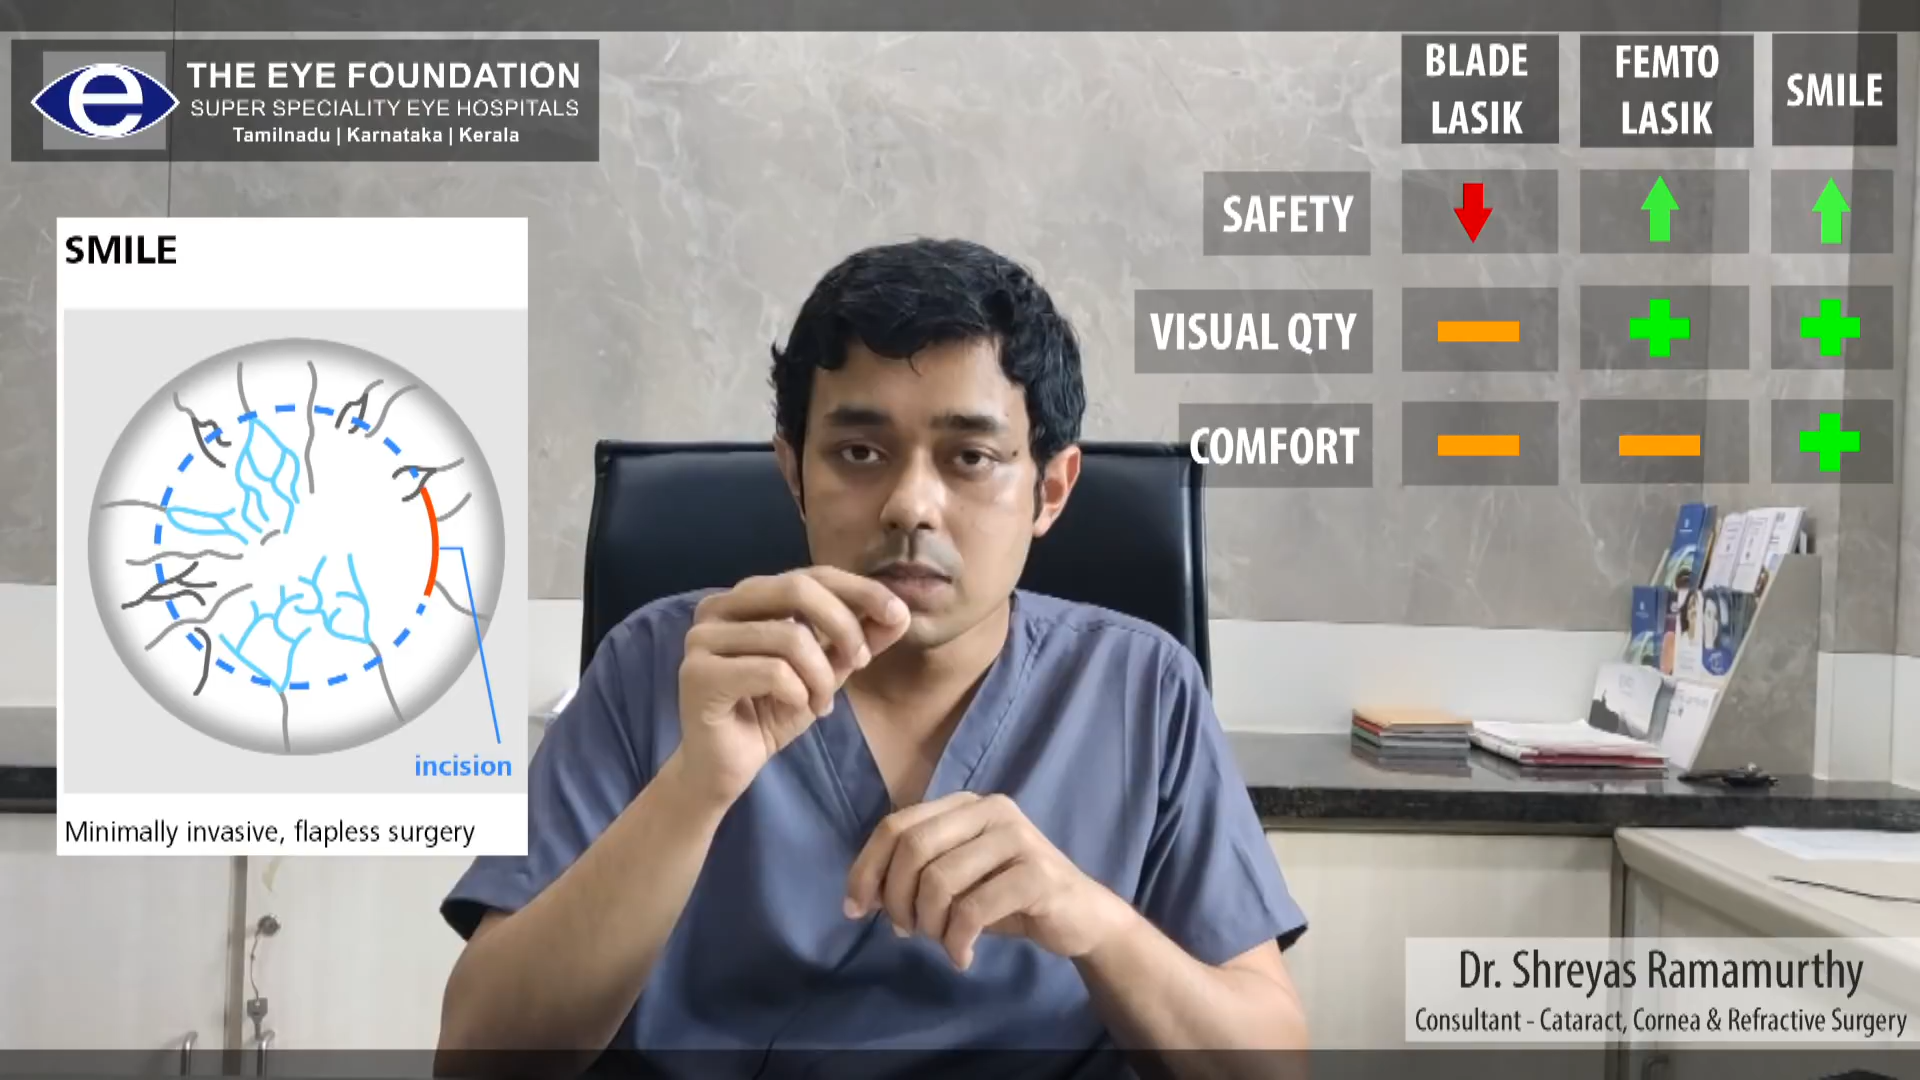 e
THE EYE FOUNDATION
SUPER SPECIALITY EYE HOSPITALS
Tamilnadu | Karnataka | Kerala
BLADE
LASIK
FEMTO
LASIK
SMILE
SAFETY
VISUAL QTY
COMFORT
SMILE
incision
Minimally invasive, flapless surgery
Dr. Shreyas Ramamurthy
Consultant - Cataract, Cornea & Refractive Surgery